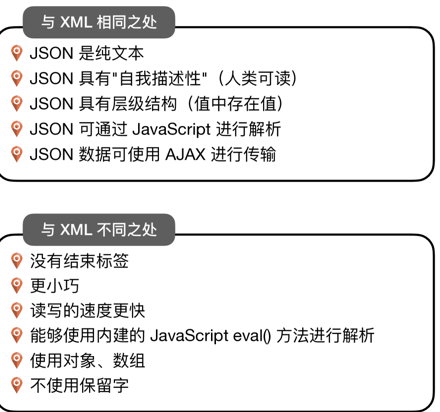 与 XML 相同之处
JSON 是纯文本
JSON 具有"自我描述性"（人类可读）
JSON 具有层级结构（值中存在值）
JSON 可通过 JavaScript 进行解析
JSON 数据可使用 AJAX 进行传输
与 XML 不同之处
没有结束标签
更小巧
读写的速度更快
能够使用内建的 JavaScript eval() 方法进行解析
使用对象、数组
不使用保留字